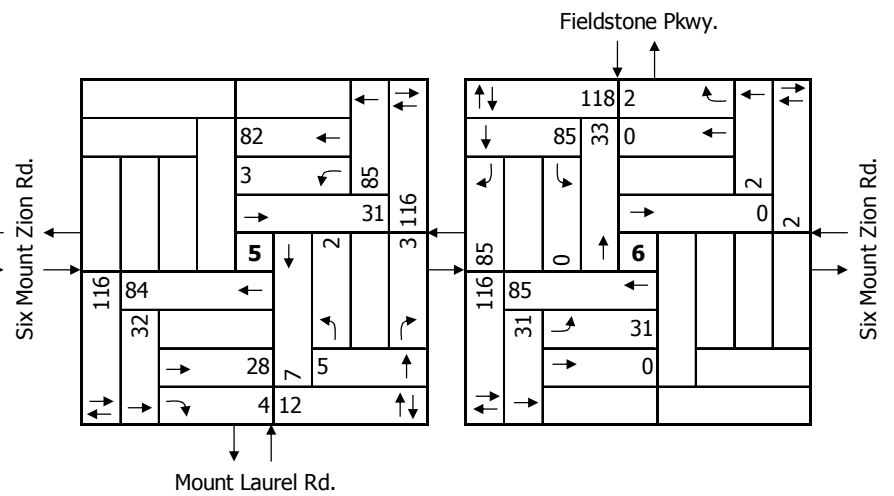 Fieldstone Pkwy.
118 2
82 85 33 0
3 85 2
31 116 0 2
Six Mount Zion Rd. 5 2 3 85 0 6 Six Mount Zion Rd.
116 84 116 85
32 31 31
28 7 5 0
4 12
Mount Laurel Rd.